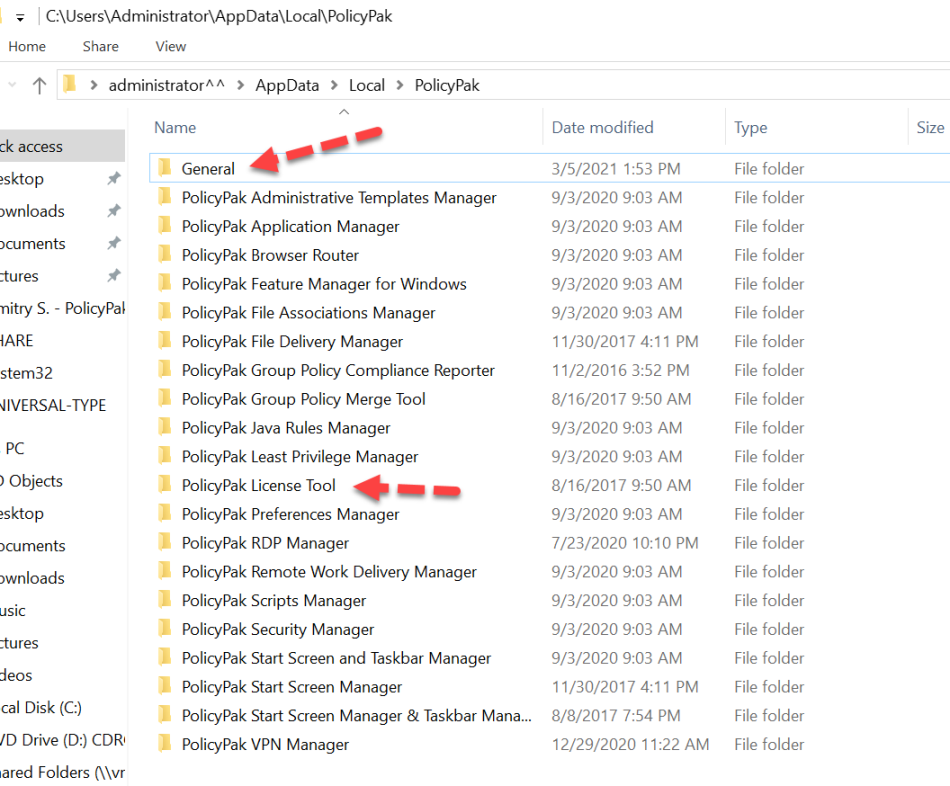 C:\Users\Administrator\AppData\Local\PolicyPak
Home Share View
administrator^^ > AppData > Local > PolicyPak
Name Date modified Type Size
ck access
General 3/5/2021 1:53 PM File folder
esktop
PolicyPak Administrative Templates Manager 9/3/2020 9:03 AM File folder
ownloads
PolicyPak Application Manager 9/3/2020 9:03 AM File folder
ocuments
PolicyPak Browser Router 9/3/2020 9:03 AM File folder
ctures
PolicyPak Feature Manager for Windows 9/3/2020 9:03 AM File folder
mitry S. - PolicyPak
PolicyPak File Associations Manager 9/3/2020 9:03 AM File folder
HARE
PolicyPak File Delivery Manager 11/30/2017 4:11 PM File folder
stem32
PolicyPak Group Policy Compliance Reporter 11/2/2016 3:52 PM File folder
NIVERSAL-TYPE
PolicyPak Group Policy Merge Tool 8/16/2017 9:50 AM File folder
PolicyPak Java Rules Manager 9/3/2020 9:03 AM File folder
PC
PolicyPak Least Privilege Manager 9/3/2020 9:03 AM File folder
D Objects
PolicyPak License Tool 8/16/2017 9:50 AM File folder
esktop
PolicyPak Preferences Manager 9/3/2020 9:03 AM File folder
ocuments
PolicyPak RDP Manager 7/23/2020 10:10 PM File folder
ownloads
PolicyPak Remote Work Delivery Manager 9/3/2020 9:03 AM File folder
usic
PolicyPak Scripts Manager 9/3/2020 9:03 AM File folder
ctures
PolicyPak Security Manager 9/3/2020 9:03 AM File folder
deos
PolicyPak Start Screen and Taskbar Manager 9/3/2020 9:03 AM File folder
PolicyPak Start Screen Manager 11/30/2017 4:11 PM File folder
cal Disk (C:)
PolicyPak Start Screen Manager & Taskbar Mana... 8/8/2017 7:54 PM File folder
VD Drive (D:) CDRO
PolicyPak VPN Manager 12/29/2020 11:22 AM File folder
ared Folders (\\vr